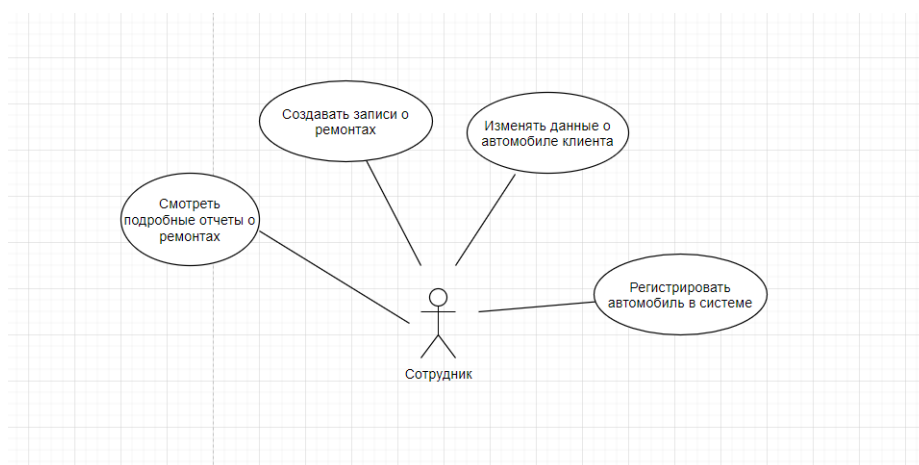 Создавать записи о
ремонтах
Изменять данные о
автомобиле клиента
Смотреть
подробные отчеты о
ремонтах
Регистрировать
автомобиль в системе
Сотрудник